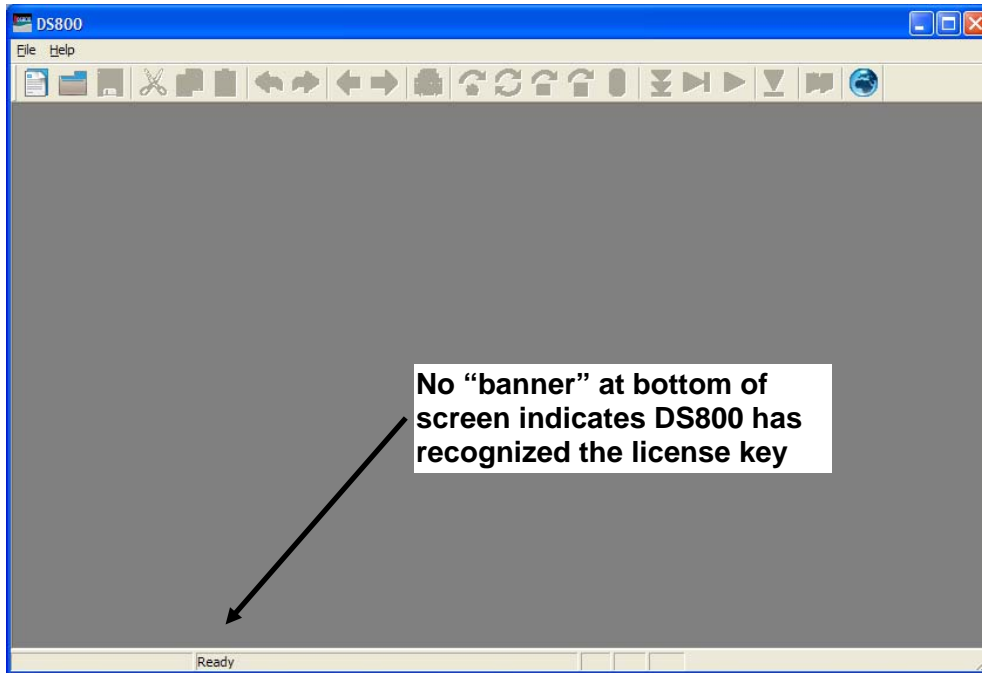 DS800
File Help
No “banner” at bottom of
screen indicates DS800 has
recognized the license key
Ready